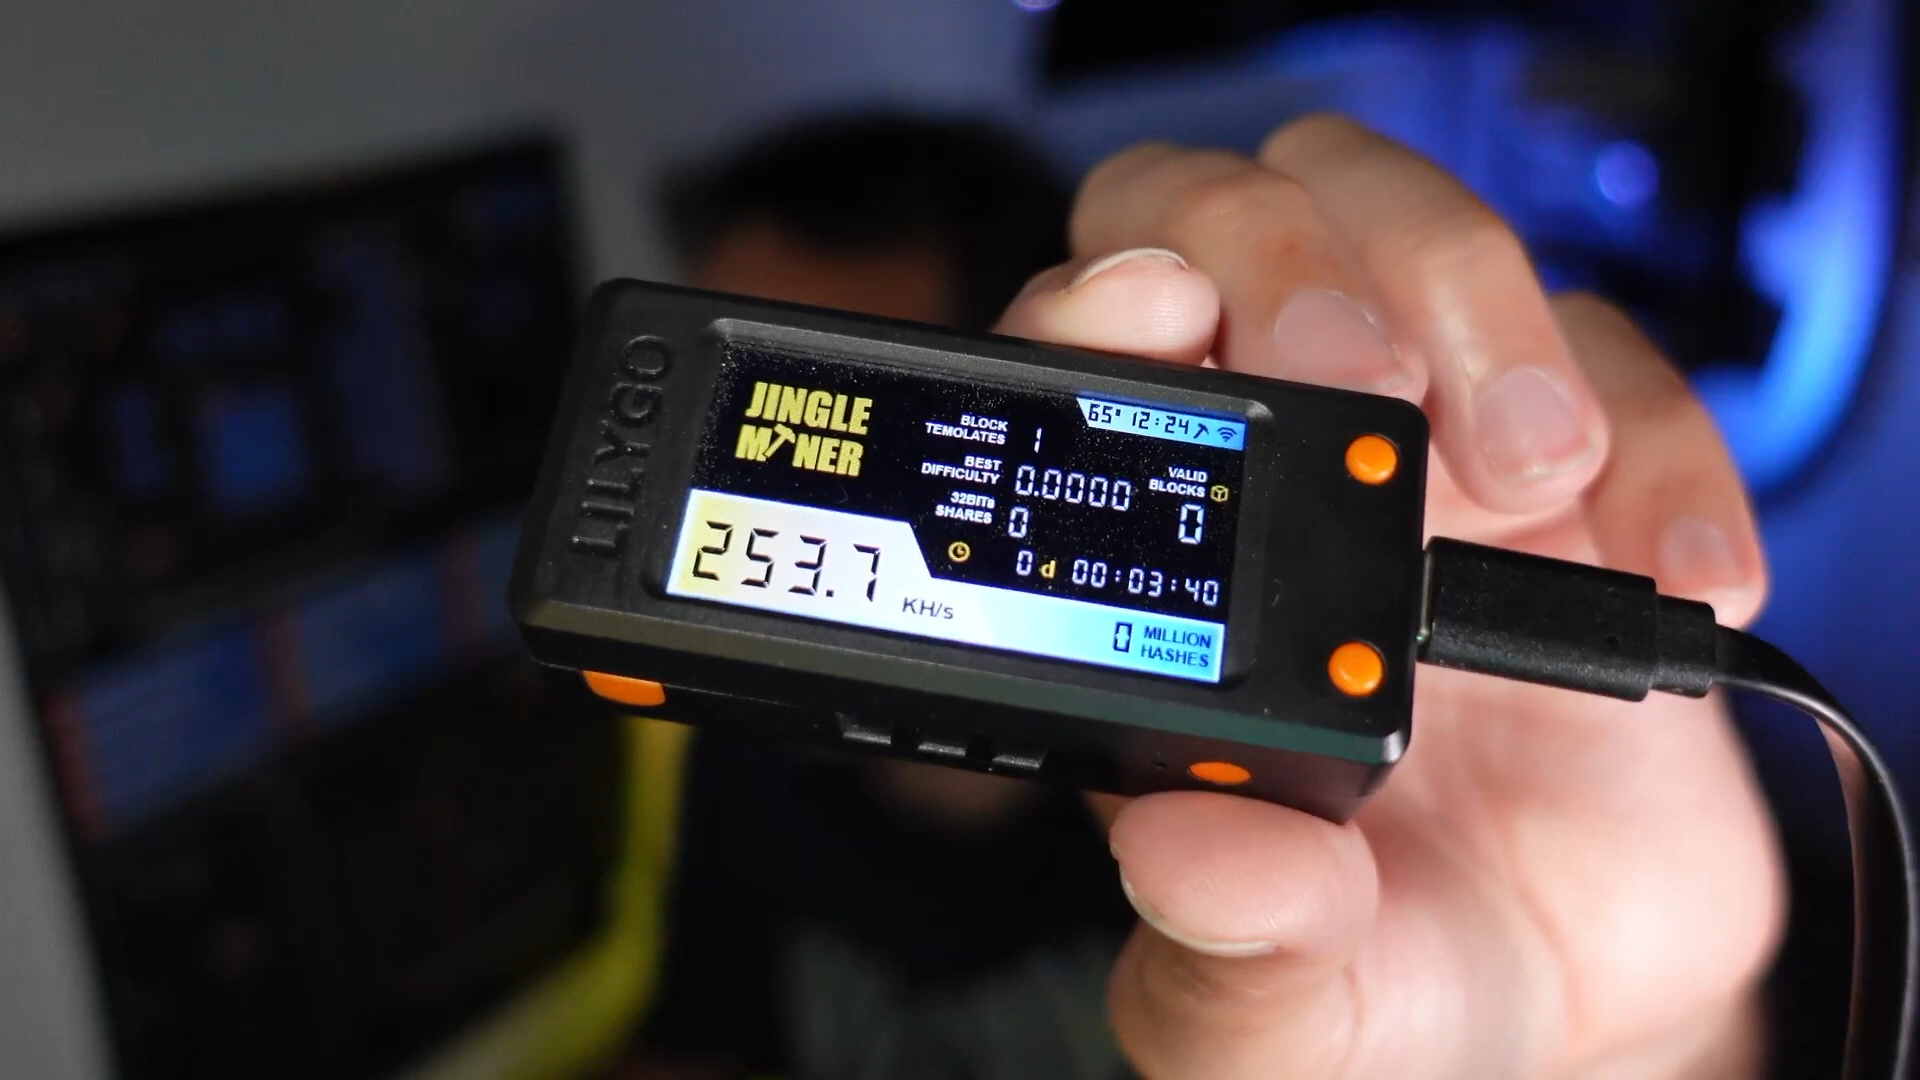 LILYGO
JINGLE
MINER
65° 12:24
BLOCK
TEMOLATES 1
BEST
DIFFICULTY 0.0000
VALID
BLOCKS
0
32BITs
SHARES 0
0 d 00:03:40
253.7 KH/s
0 MILLION
HASHES